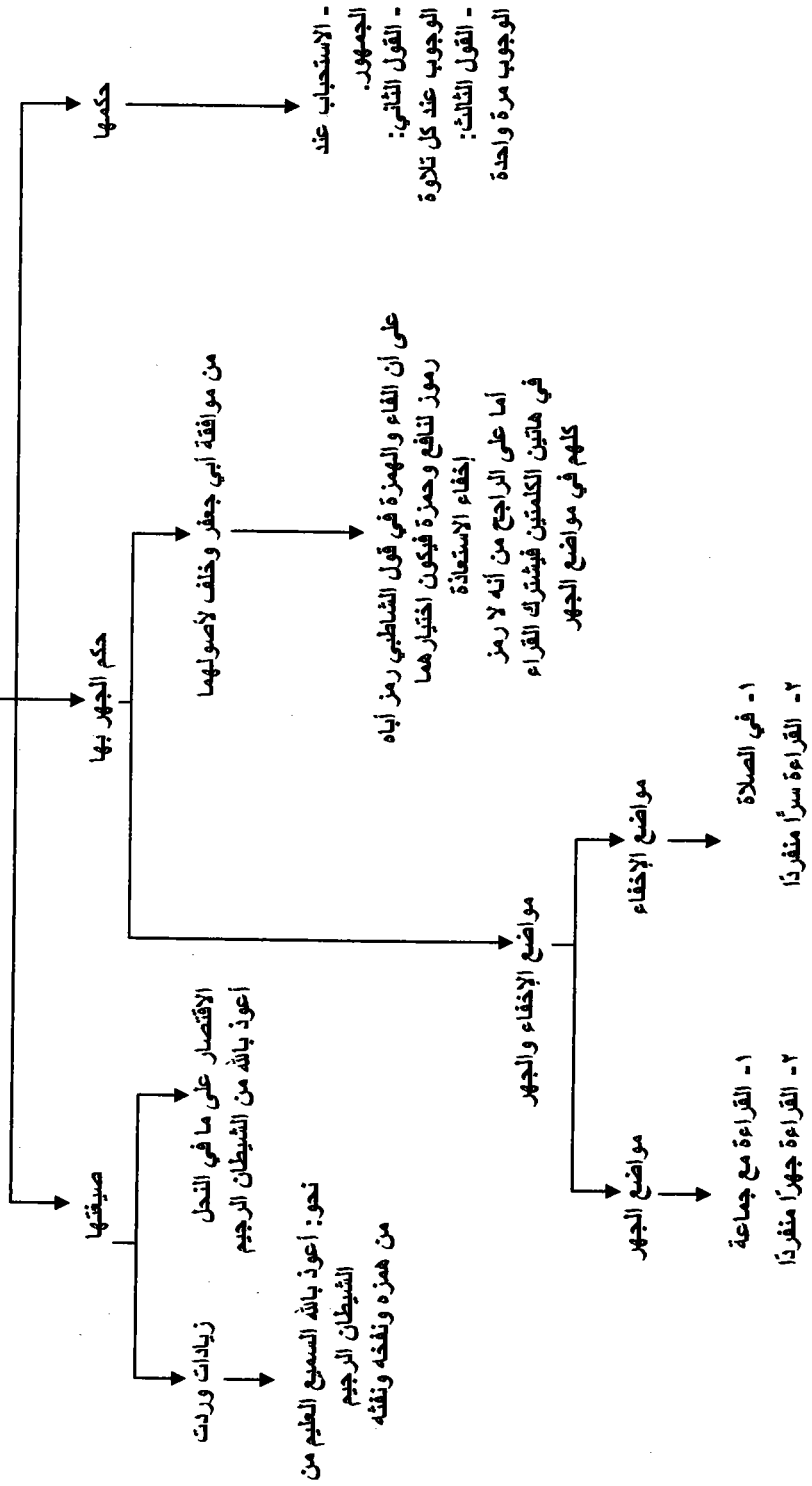 حكمها
- الاستحباب عند
الجمهور.
- القول الثاني:
الوجوب عند كل تلاوة
- القول الثالث:
الوجوب مرة واحدة
حكم الجهر بها
من موافقة أبي جعفر وخلف لأصولهما
على أن الفاء والهمزة في قول الشاطبي رمز أباه
رموز لنافع وحمزة فيكون اختيارهما
إخفاء الاستعاذة
أما على الراجح من أنه لا رمز
في هاتين الكلمتين فيشترك القراء
كلهم في مواضع الجهر
مواضع الإخفاء والجهر
مواضع الإخفاء
١- في الصلاة
٢- القراءة سرًا منفردًا
مواضع الجهر
١- القراءة مع جماعة
٢- القراءة جهرًا منفردًا
صيغتها
الاقتصار على ما في النحل
أعوذ بالله من الشيطان الرجيم
زيادات وردت
نحو: أعوذ بالله السميع العليم من
الشيطان الرجيم
من همزه ونفخه ونفثه